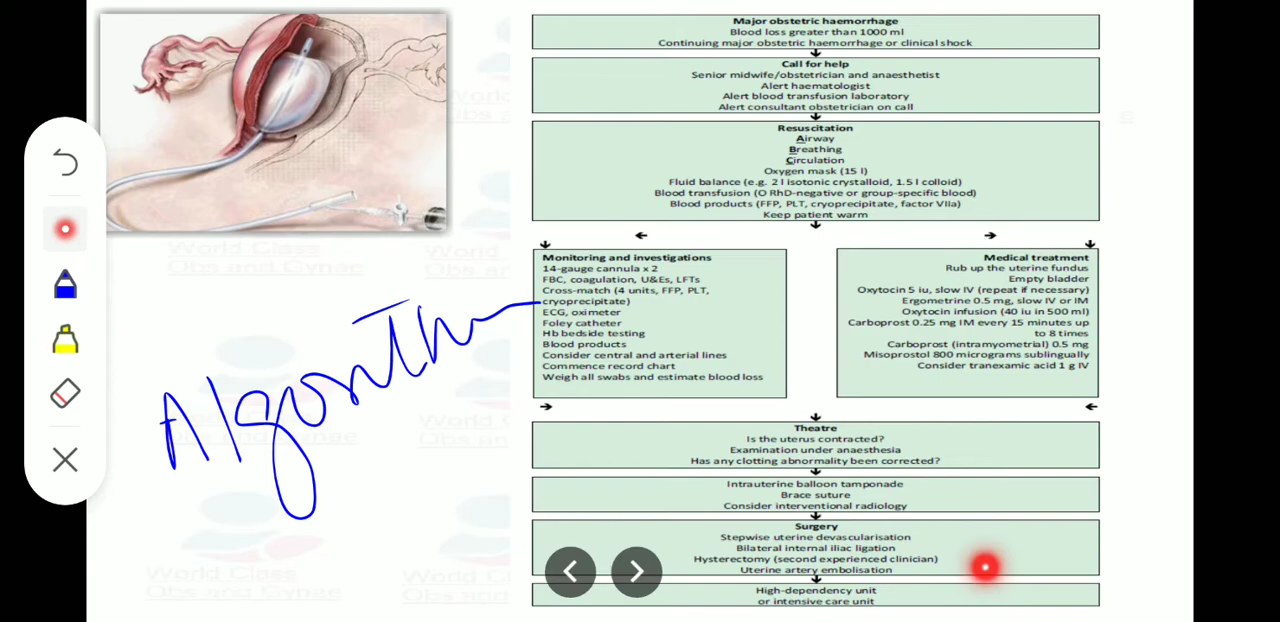 Major obstetric haemorrhage
Blood loss greater than 1000 ml
Continuing major obstetric haemorrhage or clinical shock
Call for help
Senior midwife/obstetrician and anaesthetist
Alert haematologist
Alert blood transfusion laboratory
Alert consultant obstetrician on call
Resuscitation
Airway
Breathing
Circulation
Oxygen mask (15 l)
Fluid balance (e.g. 2 l isotonic crystalloid, 1.5 l colloid)
Blood transfusion (O RhD-negative or group-specific blood)
Blood products (FFP, PLT, cryoprecipitate, factor VIIa)
Keep patient warm
Monitoring and investigations
14-gauge cannula x 2
FBC, coagulation, U&Es, LFTs
Cross-match (4 units, FFP, PLT,
cryoprecipitate)
ECG, oximeter
Foley catheter
Hb bedside testing
Blood products
Consider central and arterial lines
Commence record chart
Weigh all swabs and estimate blood loss
Medical treatment
Rub up the uterine fundus
Empty bladder
Oxytocin 5 iu, slow IV (repeat if necessary)
Ergometrine 0.5 mg, slow IV or IM
Oxytocin infusion (40 iu in 500 ml)
Carboprost 0.25 mg IM every 15 minutes up
to 8 times
Carboprost (intramyometrial) 0.5 mg
Misoprostol 800 micrograms sublingually
Consider tranexamic acid 1 g IV
Algorithm
Theatre
Is the uterus contracted?
Examination under anaesthesia
Has any clotting abnormality been corrected?
Intrauterine balloon tamponade
Brace suture
Consider interventional radiology
Surgery
Stepwise uterine devascularisation
Bilateral internal iliac ligation
Hysterectomy (second experienced clinician)
Uterine artery embolisation
High-dependency unit
or intensive care unit
World Class
Obs and Gynae
World Class
Obs and Gynae